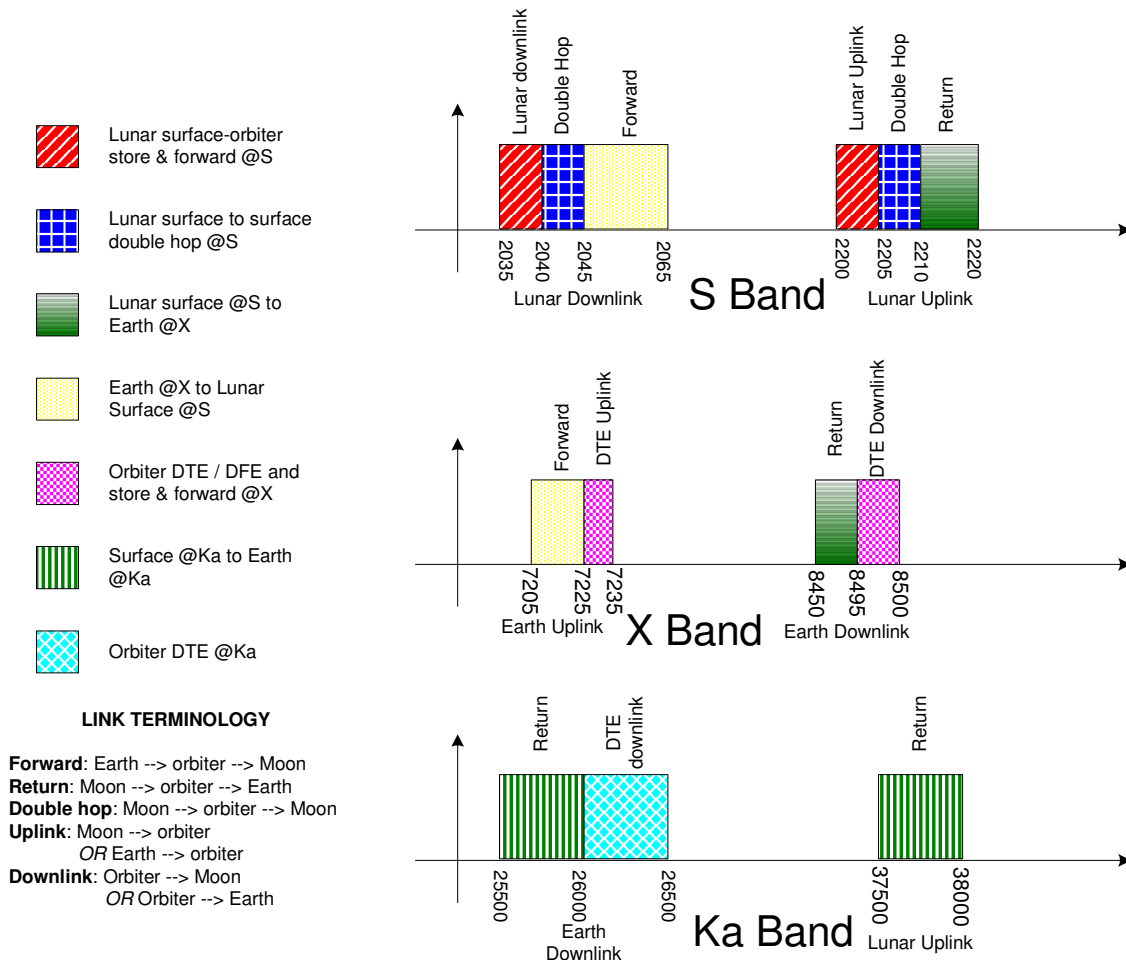 Lunar surface-orbiter
store & forward @S
Lunar surface to surface
double hop @S
Lunar surface @S to
Earth @X
Earth @X to Lunar
Surface @S
Orbiter DTE / DFE and
store & forward @X
Surface @Ka to Earth
@Ka
Orbiter DTE @Ka
LINK TERMINOLOGY
Forward: Earth --> orbiter --> Moon
Return: Moon --> orbiter --> Earth
Double hop: Moon --> orbiter --> Moon
Uplink: Moon --> orbiter
OR Earth --> orbiter
Downlink: Orbiter --> Moon
OR Orbiter --> Earth
Lunar downlink
Double Hop
Forward
Lunar Uplink
Double Hop
Return
2035
2040
2045
2065
2200
2205
2210
2220
Lunar Downlink
S Band
Lunar Uplink
Forward
DTE Uplink
Return
DTE Downlink
7205
7225
7235
8450
8495
8500
Earth Uplink
X Band
Earth Downlink
Return
DTE
downlink
Return
25500
26000
26500
37500
38000
Earth
Downlink
Ka Band
Lunar Uplink